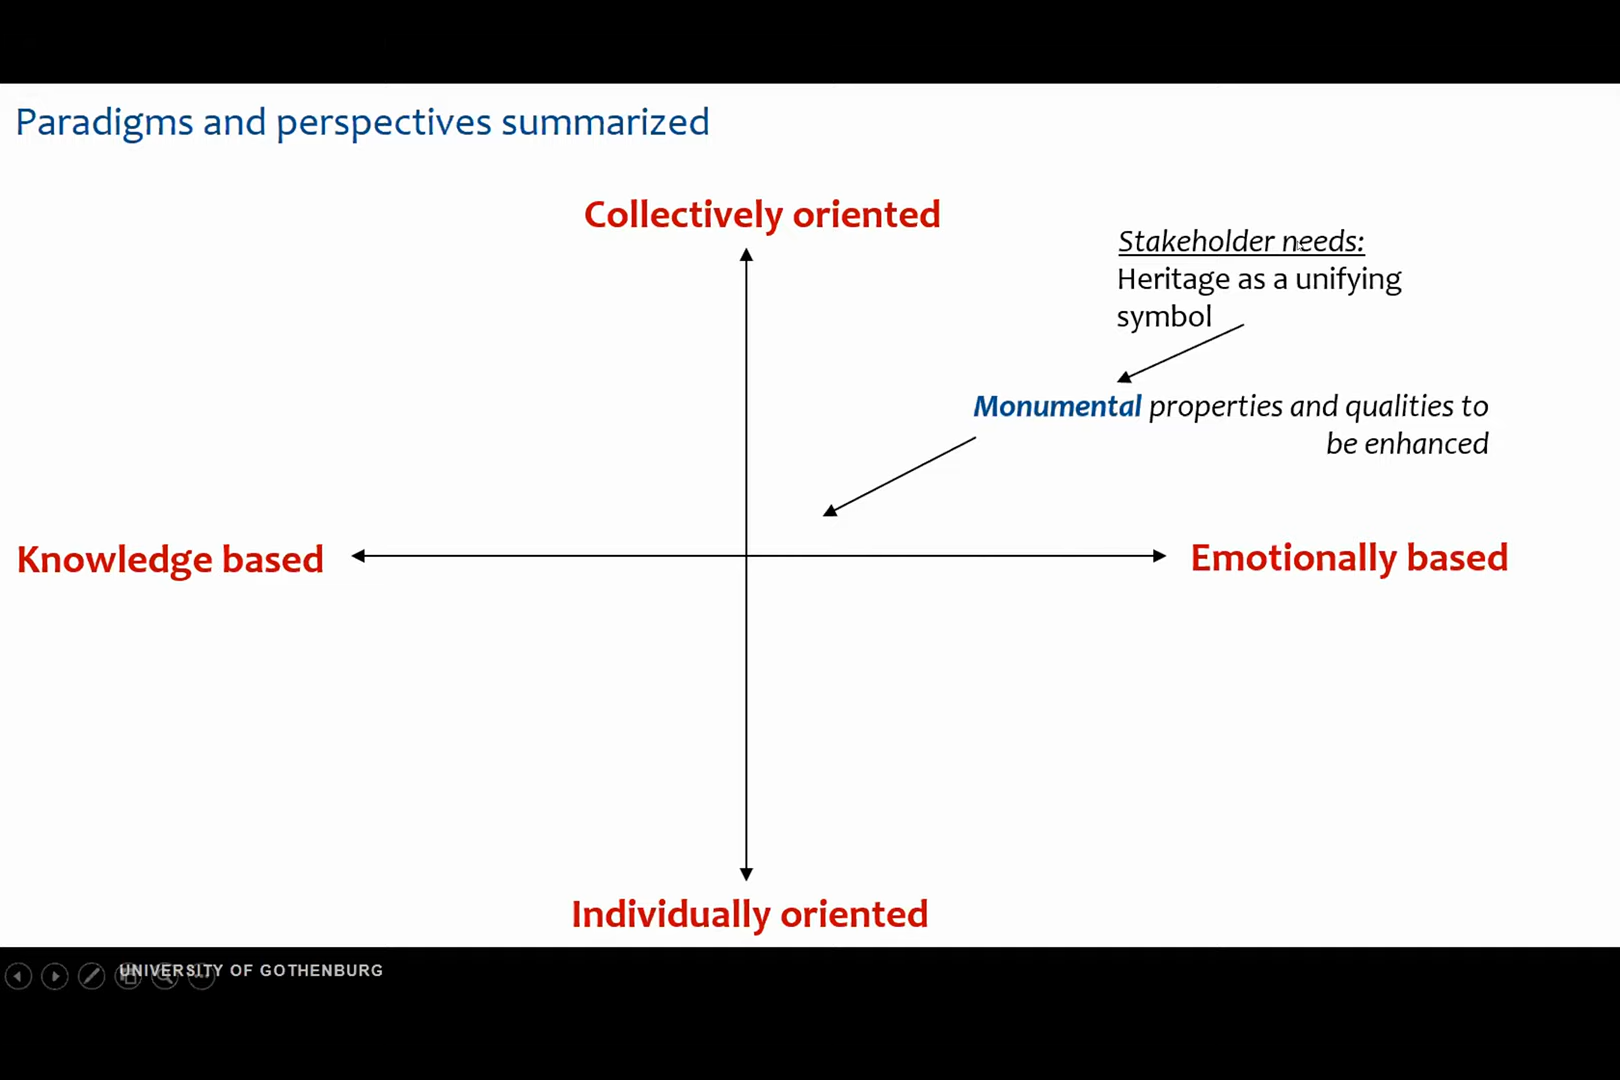 Paradigms and perspectives summarized
Collectively oriented
Stakeholder needs:
Heritage as a unifying
symbol
Monumental properties and qualities to
be enhanced
Knowledge based
Emotionally based
Individually oriented
UNIVERSITY OF GOTHENBURG